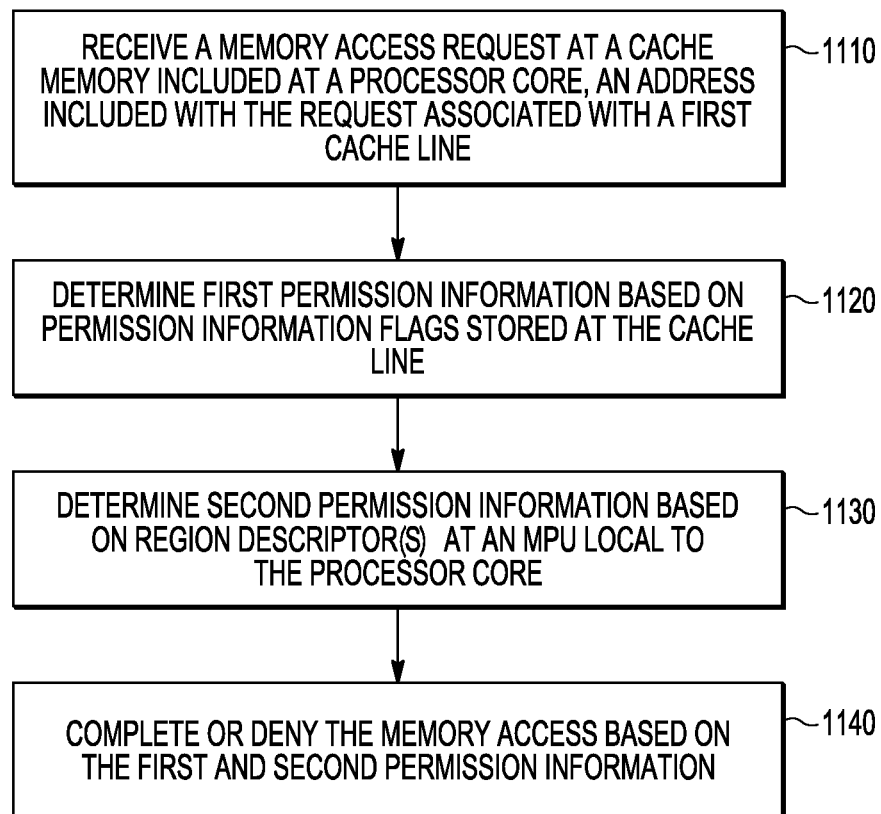 RECEIVE A MEMORY ACCESS REQUEST AT A CACHE
MEMORY INCLUDED AT A PROCESSOR CORE, AN ADDRESS
INCLUDED WITH THE REQUEST ASSOCIATED WITH A FIRST
CACHE LINE
1110
DETERMINE FIRST PERMISSION INFORMATION BASED ON
PERMISSION INFORMATION FLAGS STORED AT THE CACHE
LINE
1120
DETERMINE SECOND PERMISSION INFORMATION BASED
ON REGION DESCRIPTOR(S) AT AN MPU LOCAL TO
THE PROCESSOR CORE
1130
COMPLETE OR DENY THE MEMORY ACCESS BASED ON
THE FIRST AND SECOND PERMISSION INFORMATION
1140